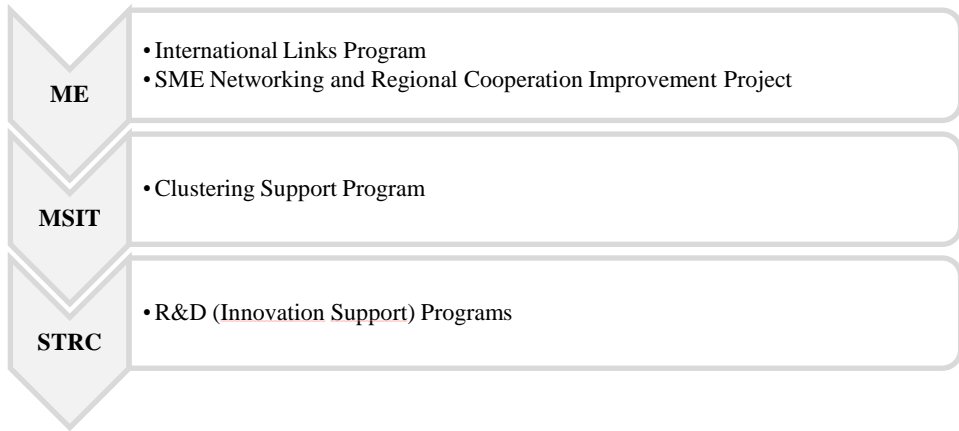 ME
• International Links Program
• SME Networking and Regional Cooperation Improvement Project
MSIT
• Clustering Support Program
STRC
• R&D (Innovation Support) Programs